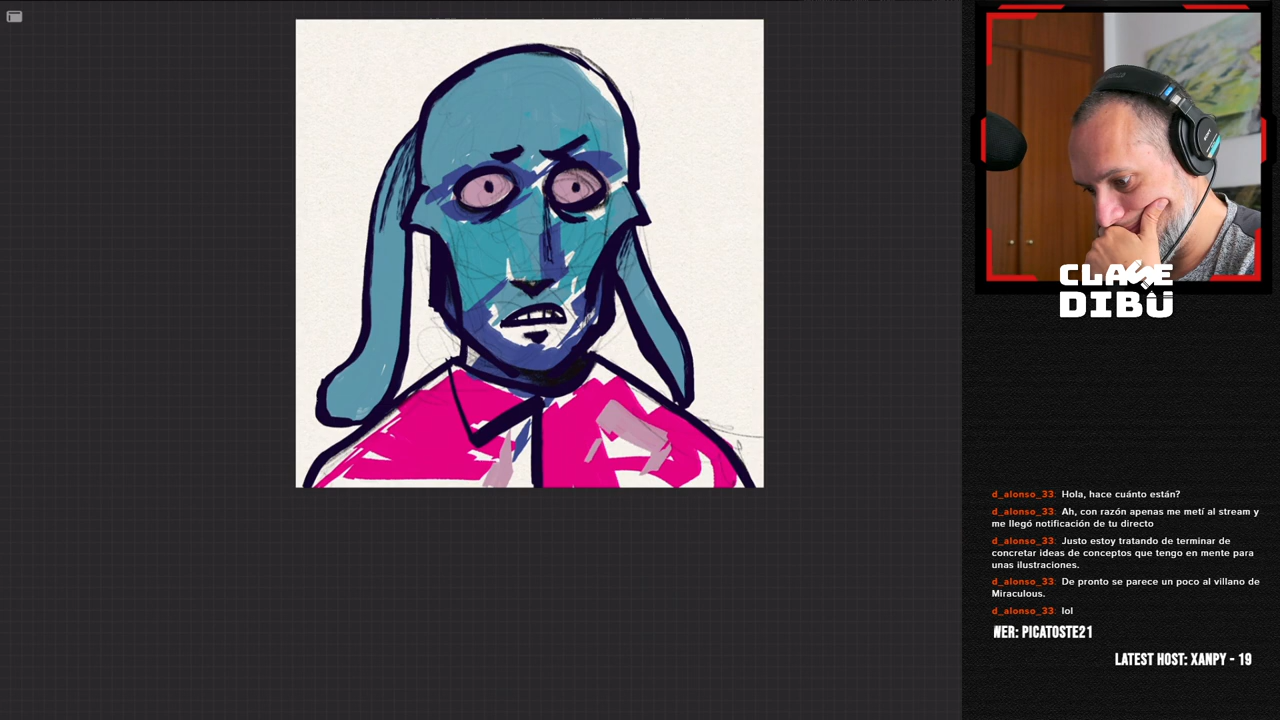 CLASE
DIBU
d_alonso_33: Hola, hace cuánto están?
d_alonso_33: Ah, con razón apenas me metí al stream y
me llegó notificación de tu directo
d_alonso_33: Justo estoy tratando de terminar de
concretar ideas de conceptos que tengo en mente para
unas ilustraciones.
d_alonso_33: De pronto se parece un poco al villano de
Miraculous.
d_alonso_33: lol
WER: PICATOSTE21
LATEST HOST: XANPY - 19